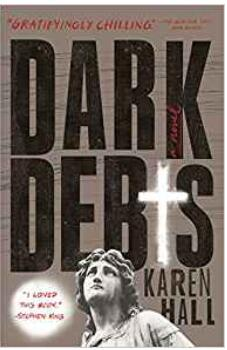 "GRATIFYINGLY CHILLING."
DARK
a novel
DEBTS
KAREN
HALL
"I LOVED
THIS BOOK."
-STEPHEN KING